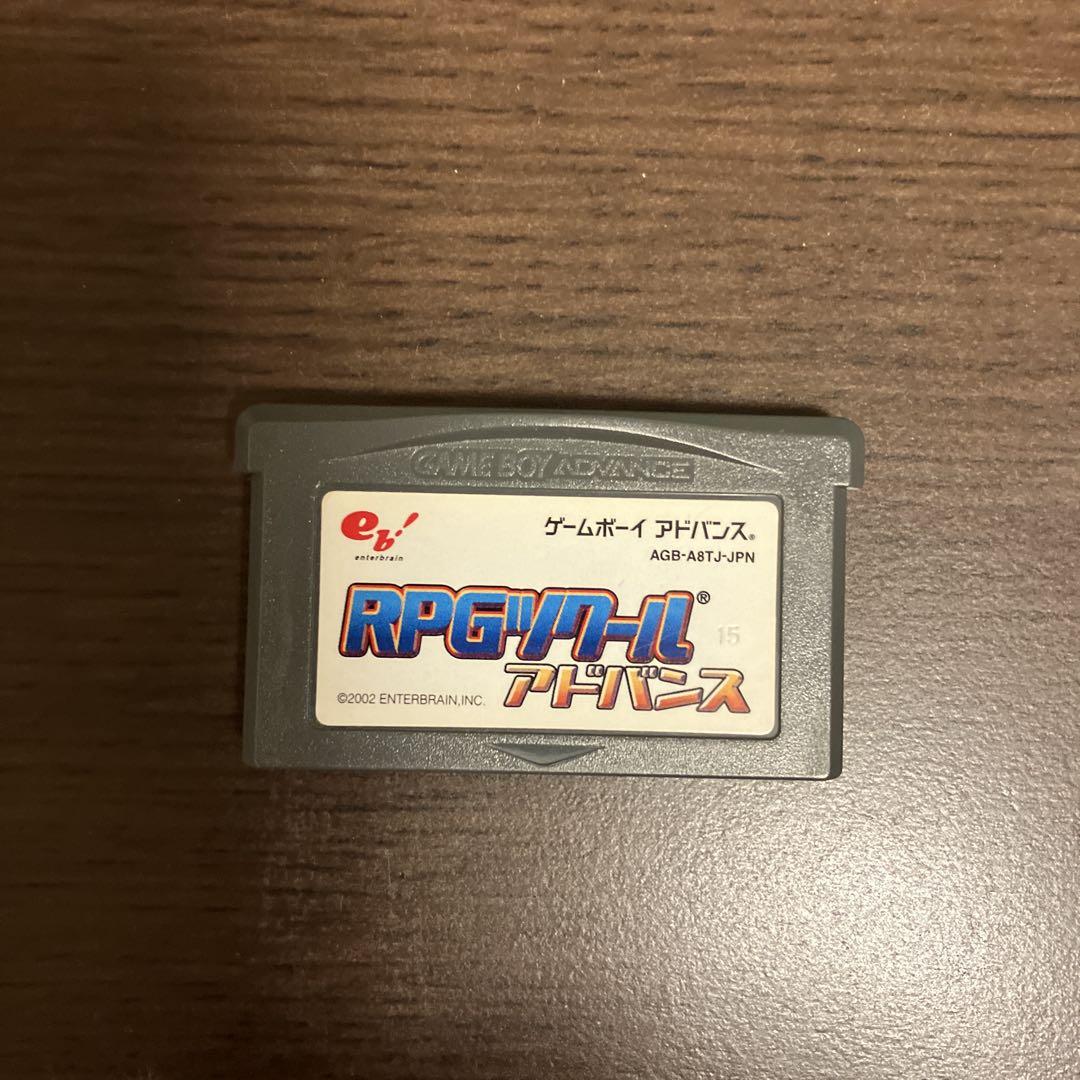 GAME BOY ADVANCE
eb!
enterbrain
ゲームボーイ アドバンス®
AGB-A8TJ-JPN
RPGツクール®
15
アドバンス
©2002 ENTERBRAIN,INC.